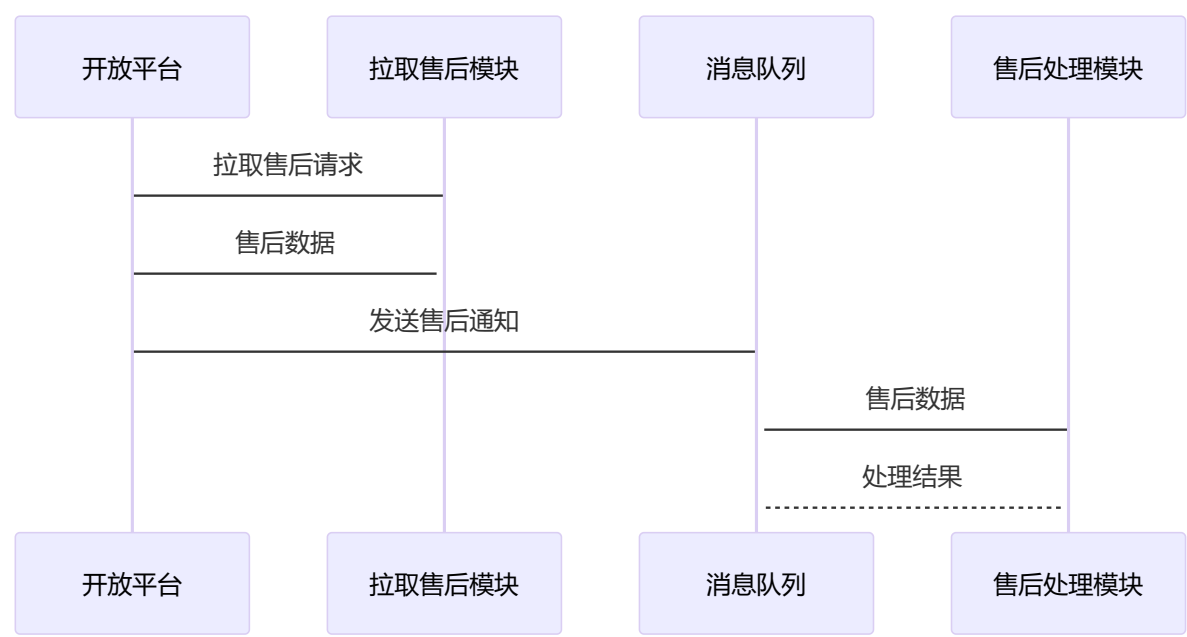 开放平台
拉取售后模块
消息队列
售后处理模块
拉取售后请求
售后数据
发送售后通知
售后数据
处理结果
开放平台
拉取售后模块
消息队列
售后处理模块